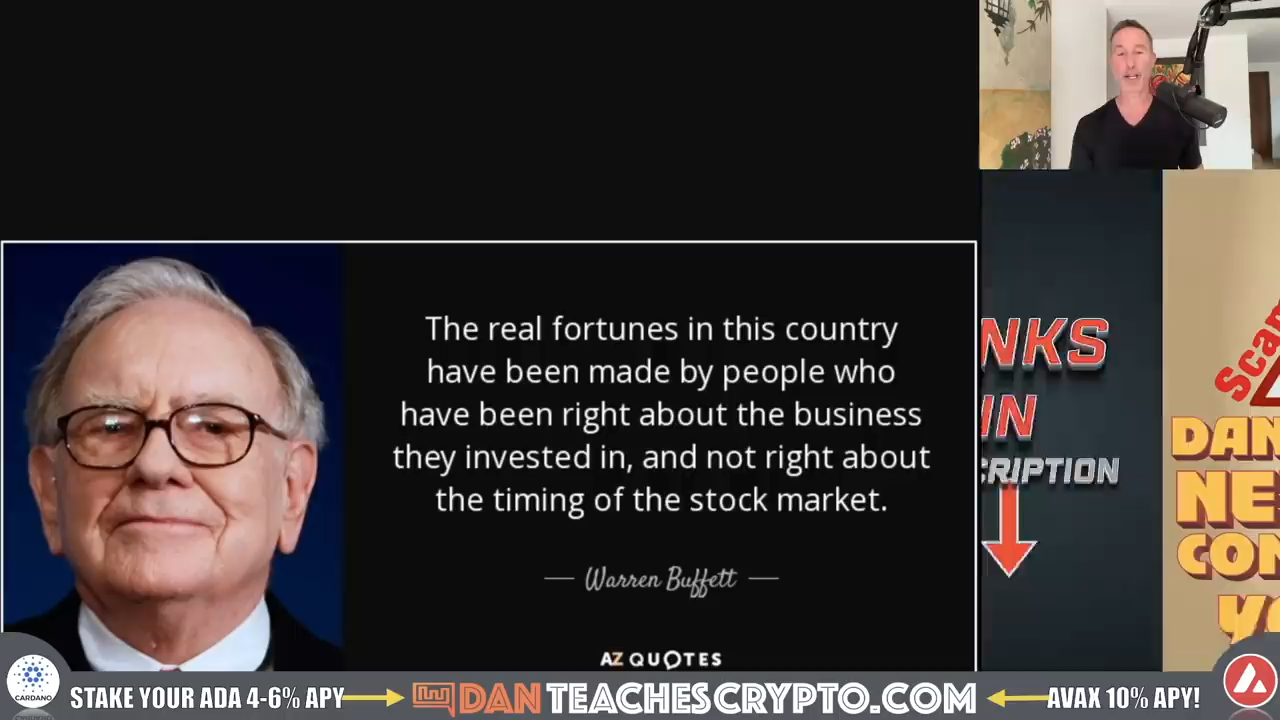 The real fortunes in this country
have been made by people who
have been right about the business
they invested in, and not right about
the timing of the stock market.
Warren Buffett
AZ QUOTES
NKS
IN
CRIPTION
Scam
DAN
NE
CON
CARDANO
STAKE YOUR ADA 4-6% APY
DANTEACHESCRYPTO.COM
AVAX 10% APY!